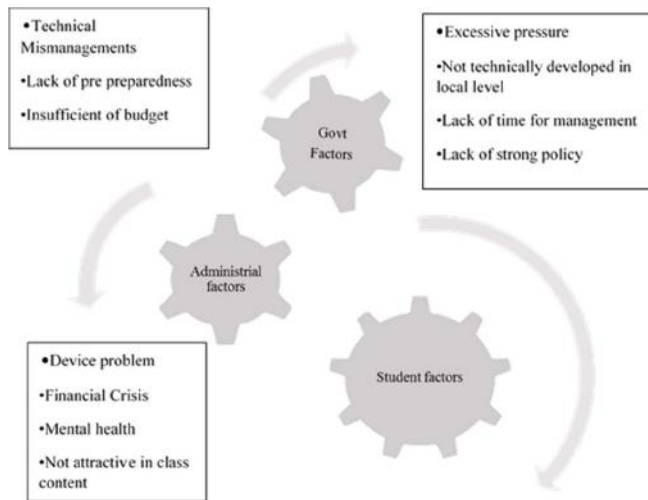 •Technical
Mismanagements
•Lack of pre preparedness
•Insufficient of budget
•Excessive pressure
•Not technically developed in
local level
•Lack of time for management
•Lack of strong policy
Govt
Factors
Administrial
factors
Student factors
•Device problem
•Financial Crisis
•Mental health
•Not attractive in class
content